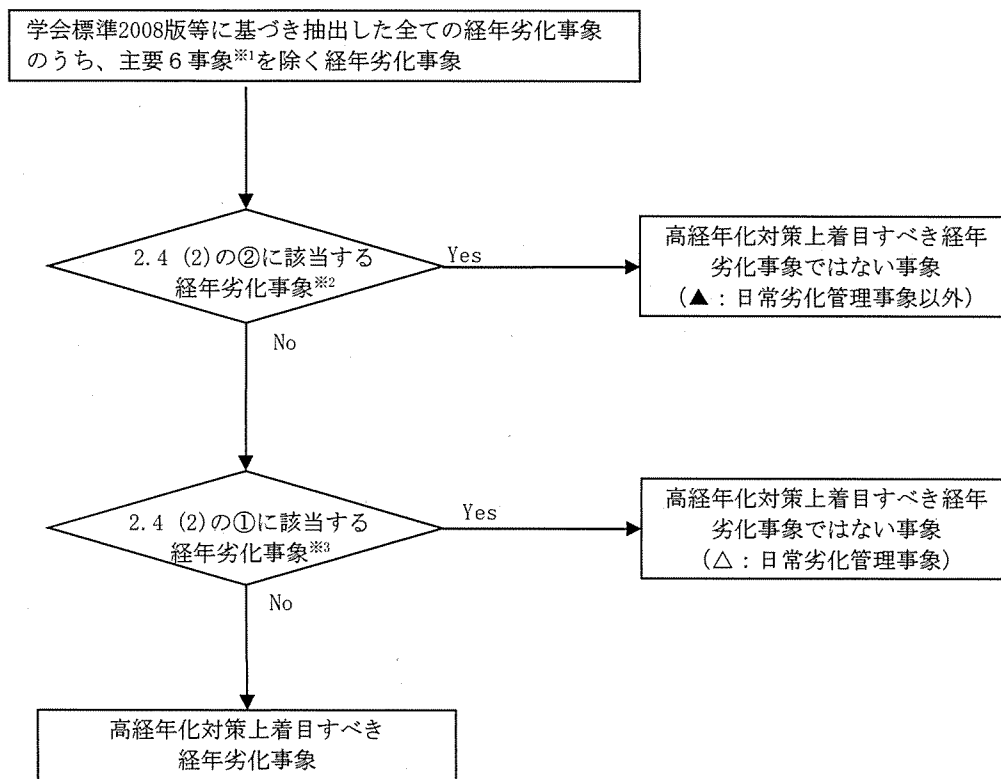 学会標準2008版等に基づき抽出した全ての経年劣化事象
のうち、主要６事象※1を除く経年劣化事象
2.4 (2)の②に該当する
経年劣化事象※2
Yes
高経年化対策上着目すべき経年
劣化事象ではない事象
（▲：日常劣化管理事象以外）
No
2.4 (2)の①に該当する
経年劣化事象※3
Yes
高経年化対策上着目すべき経年
劣化事象ではない事象
（△：日常劣化管理事象）
No
高経年化対策上着目すべき
経年劣化事象